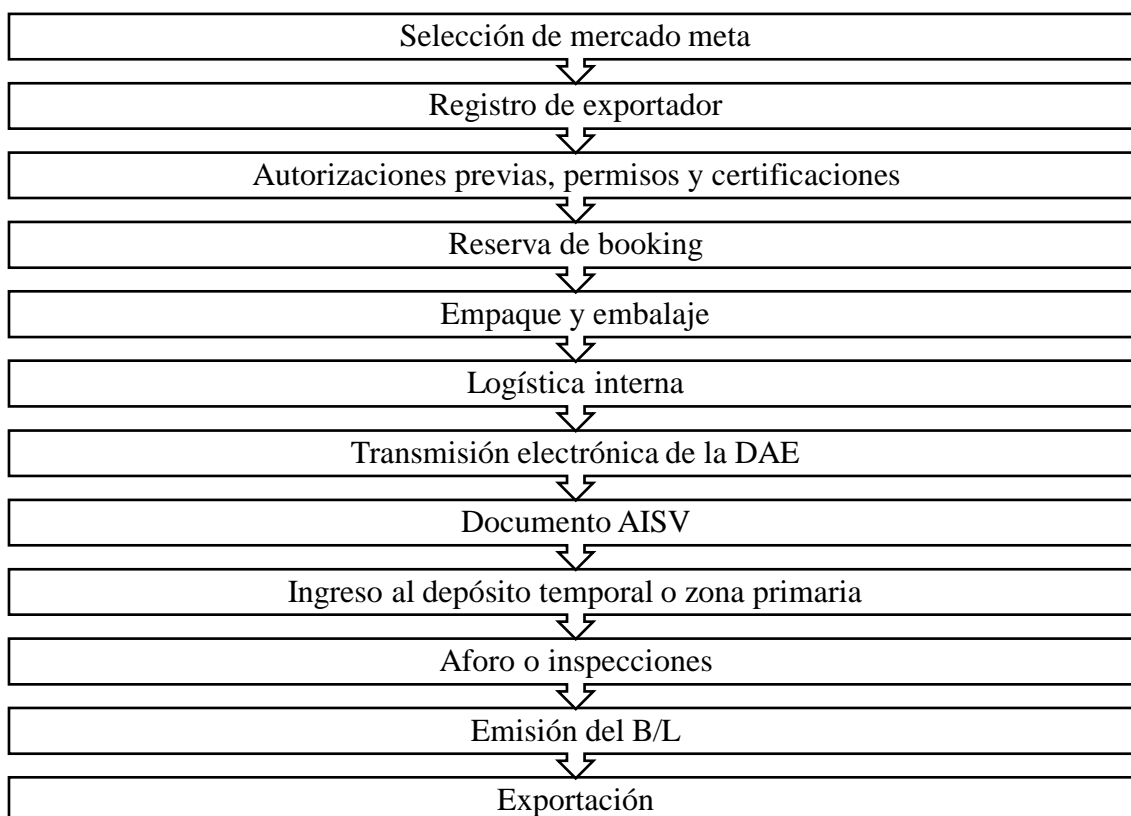 Selección de mercado meta
Registro de exportador
Autorizaciones previas, permisos y certificaciones
Reserva de booking
Empaque y embalaje
Logística interna
Transmisión electrónica de la DAE
Documento AISV
Ingreso al depósito temporal o zona primaria
Aforo o inspecciones
Emisión del B/L
Exportación